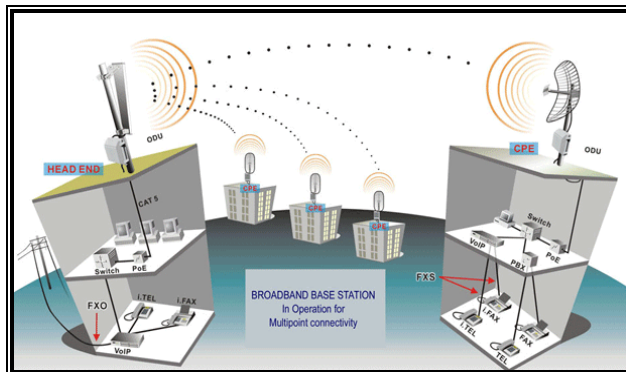 ODU
HEAD END
CAT 5
Switch
PoE
FXO
i.TEL
i.FAX
VoIP
CPE
CPE
CPE
BROADBAND BASE STATION
In Operation for
Multipoint connectivity
CPE
ODU
Switch
VoIP
PoE
PBX
FXS
i.FAX
FAX
i.TEL
TEL